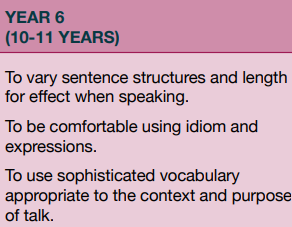 YEAR 6
(10-11 YEARS)
To vary sentence structures and length
for effect when speaking.
To be comfortable using idiom and
expressions.
To use sophisticated vocabulary
appropriate to the context and purpose
of talk.